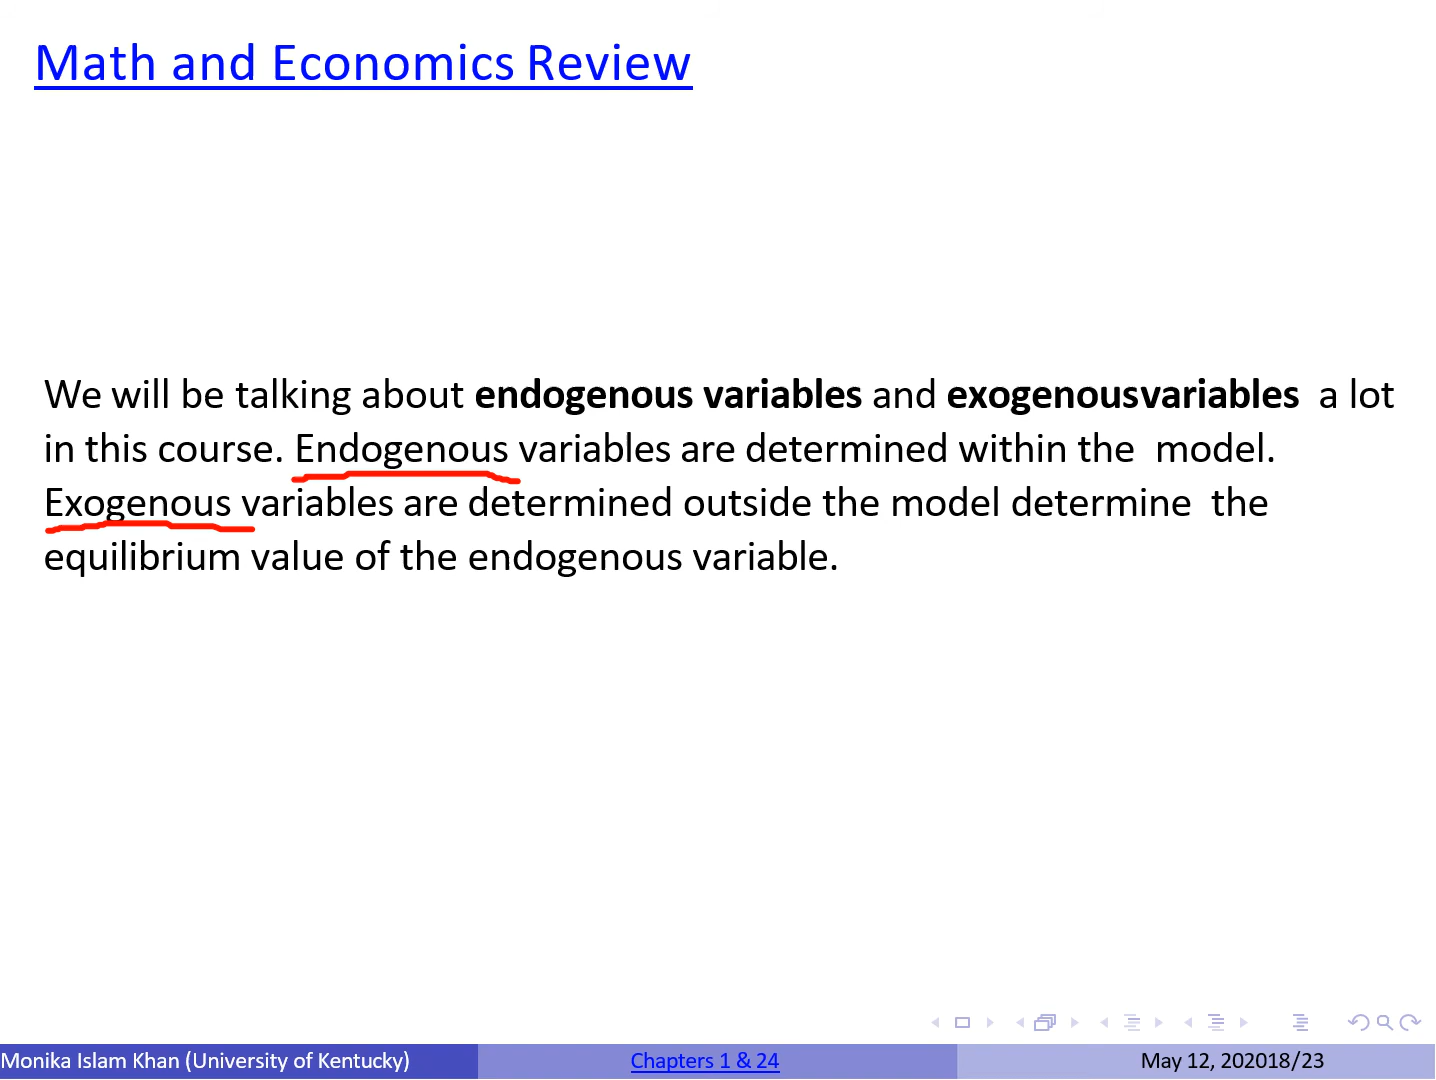 Math and Economics Review
We will be talking about endogenous variables and exogenousvariables a lot
in this course. Endogenous variables are determined within the model.
Exogenous variables are determined outside the model determine the
equilibrium value of the endogenous variable.
Monika Islam Khan (University of Kentucky)
Chapters 1 & 24
May 12, 202018/23